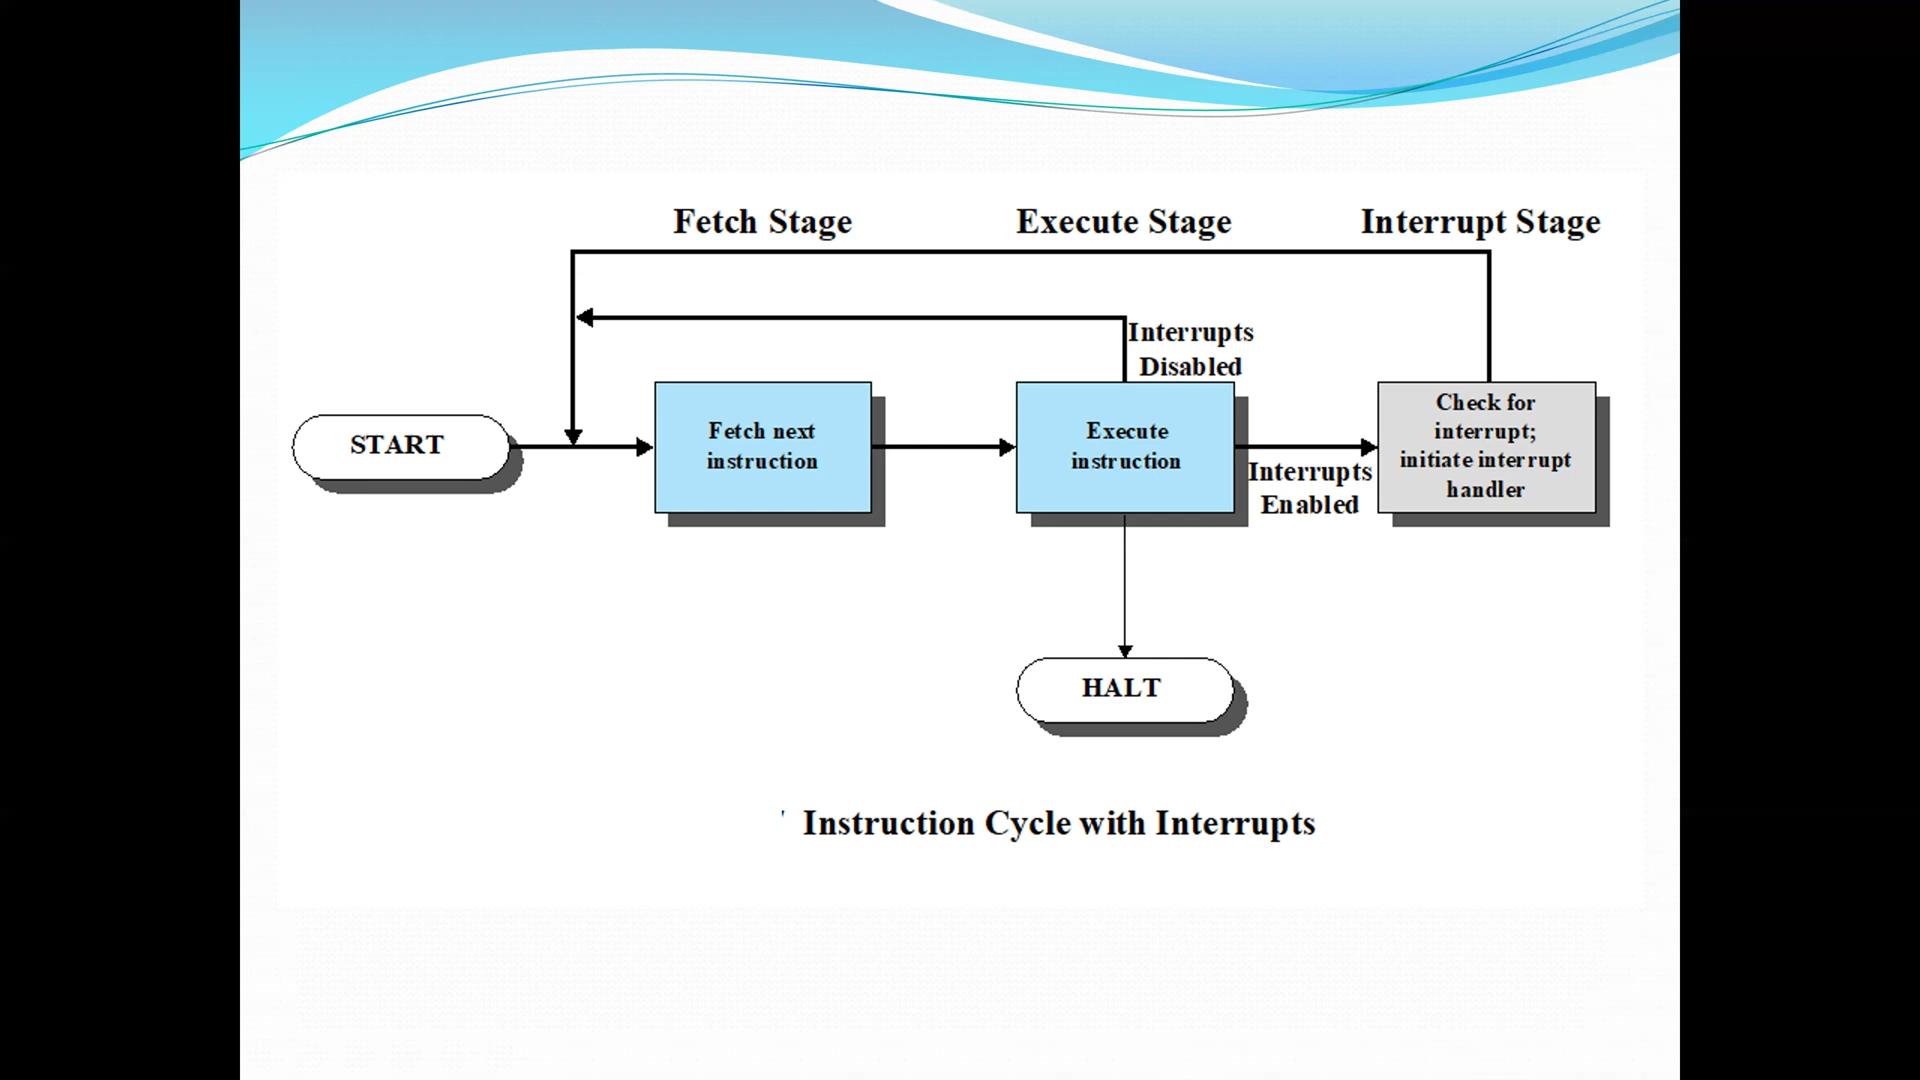 Fetch Stage
Execute Stage
Interrupt Stage
Interrupts
Disabled
START
Fetch next
instruction
Execute
instruction
Interrupts
Enabled
Check for
interrupt;
initiate interrupt
handler
HALT
Instruction Cycle with Interrupts